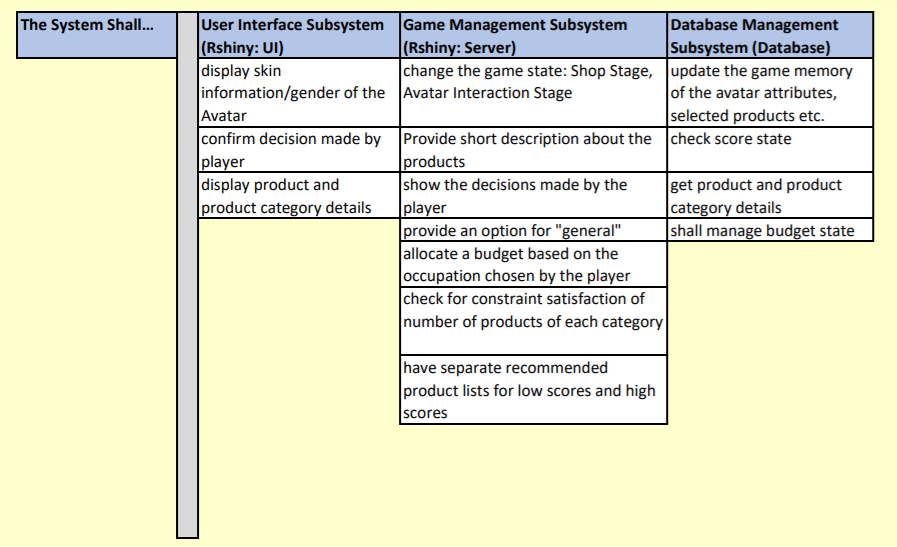 The System Shall...
User Interface Subsystem
(Rshiny: UI)
display skin
information/gender of the
Avatar
confirm decision made by
player
display product and
product category details
Game Management Subsystem
(Rshiny: Server)
change the game state: Shop Stage,
Avatar Interaction Stage
Provide short description about the
products
show the decisions made by the
player
provide an option for "general"
allocate a budget based on the
occupation chosen by the player
check for constraint satisfaction of
number of products of each category
have separate recommended
product lists for low scores and high
scores
Database Management
Subsystem (Database)
update the game memory
of the avatar attributes,
selected products etc.
check score state
get product and product
category details
shall manage budget state